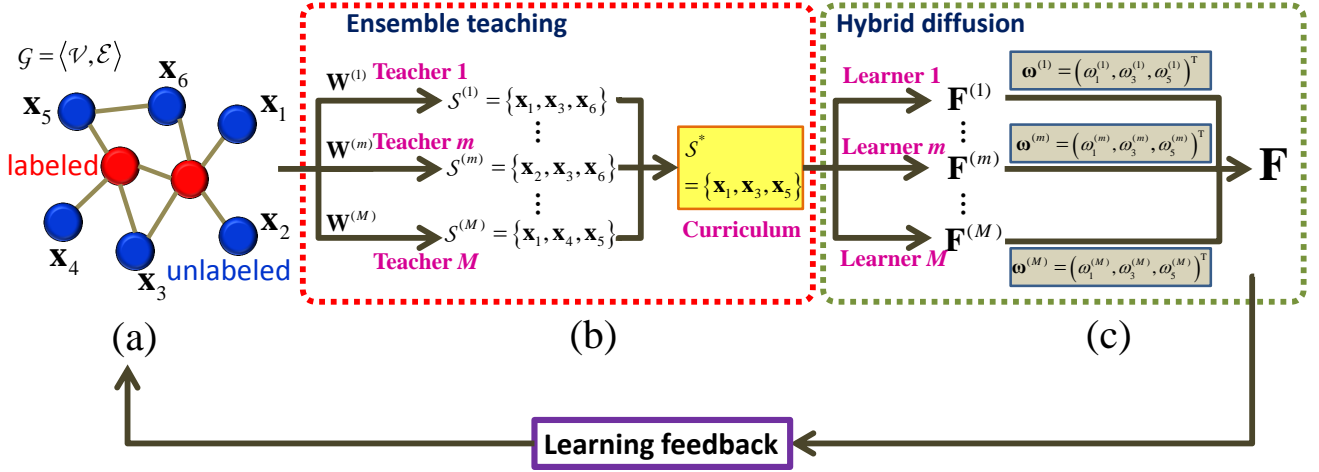 Ensemble teaching
Hybrid diffusion
𝒢 = ⟨𝒱, ℰ⟩
x₆
x₅
x₁
labeled
x₄
x₃
x₂
unlabeled
(a)
W⁽¹⁾
Teacher 1
𝒮⁽¹⁾ = {x₁, x₃, x₆}
⋮
W⁽ᵐ⁾
Teacher m
𝒮⁽ᵐ⁾ = {x₂, x₃, x₆}
⋮
W⁽ᴹ⁾
𝒮⁽ᴹ⁾ = {x₁, x₄, x₅}
Teacher M
𝒮*
= {x₁, x₃, x₅}
Curriculum
(b)
Learner 1
F⁽¹⁾
ω⁽¹⁾ = (ω₁⁽¹⁾, ω₃⁽¹⁾, ω₅⁽¹⁾)ᵀ
⋮
Learner m
F⁽ᵐ⁾
ω⁽ᵐ⁾ = (ω₁⁽ᵐ⁾, ω₃⁽ᵐ⁾, ω₅⁽ᵐ⁾)ᵀ
⋮
F⁽ᴹ⁾
Learner M
ω⁽ᴹ⁾ = (ω₁⁽ᴹ⁾, ω₃⁽ᴹ⁾, ω₅⁽ᴹ⁾)ᵀ
F
(c)
Learning feedback